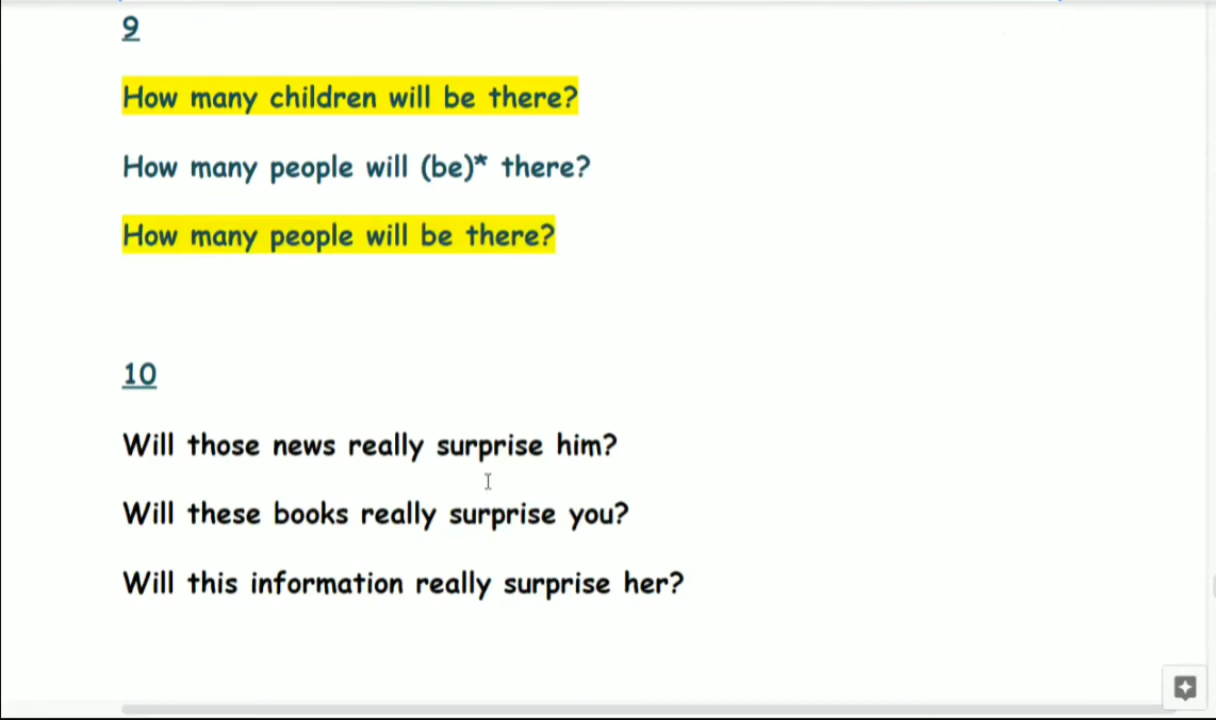 9
How many children will be there?
How many people will (be)* there?
How many people will be there?
10
Will those news really surprise him?
Will these books really surprise you?
Will this information really surprise her?